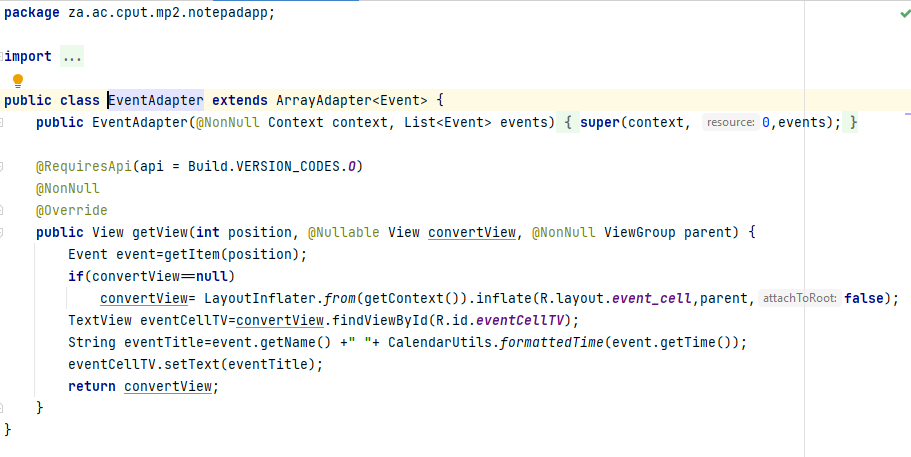 package za.ac.cput.mp2.notepadapp;
import ...
public class EventAdapter extends ArrayAdapter<Event> {
public EventAdapter(@NonNull Context context, List<Event> events) { super(context, resource: 0,events); }
@RequiresApi(api = Build.VERSION_CODES.O)
@NonNull
@Override
public View getView(int position, @Nullable View convertView, @NonNull ViewGroup parent) {
Event event=getItem(position);
if(convertView==null)
convertView= LayoutInflater.from(getContext()).inflate(R.layout.event_cell,parent, attachToRoot: false);
TextView eventCellTV=convertView.findViewById(R.id.eventCellTV);
String eventTitle=event.getName() +" "+ CalendarUtils.formattedTime(event.getTime());
eventCellTV.setText(eventTitle);
return convertView;
}
}